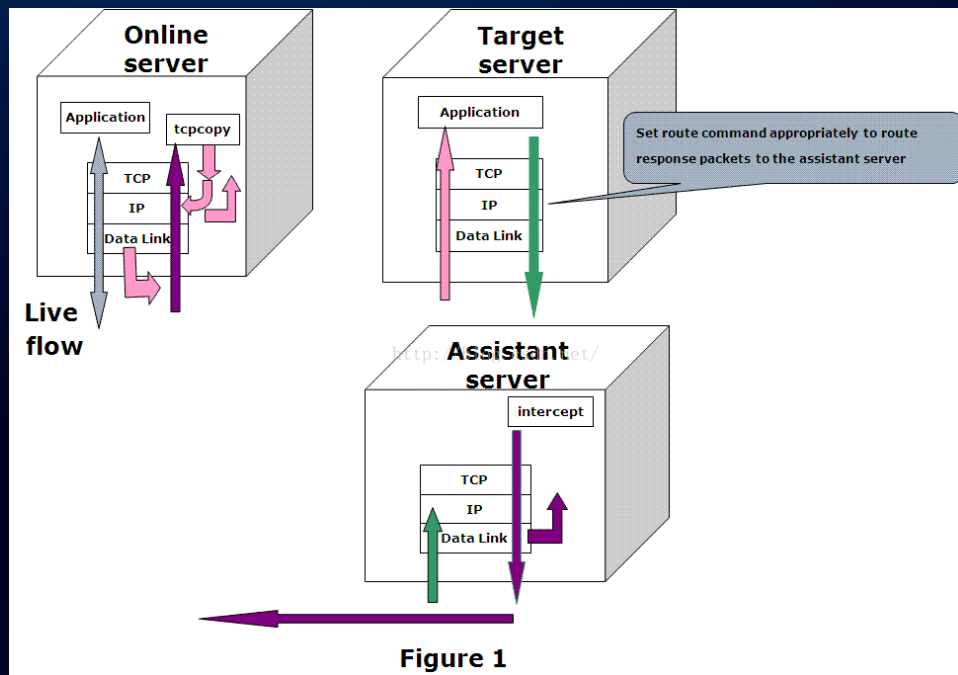 Online
server
Application
tcpcopy
TCP
IP
Data Link
Live
flow
Target
server
Application
TCP
IP
Data Link
Set route command appropriately to route
response packets to the assistant server
Assistant
server
intercept
TCP
IP
Data Link
Figure 1